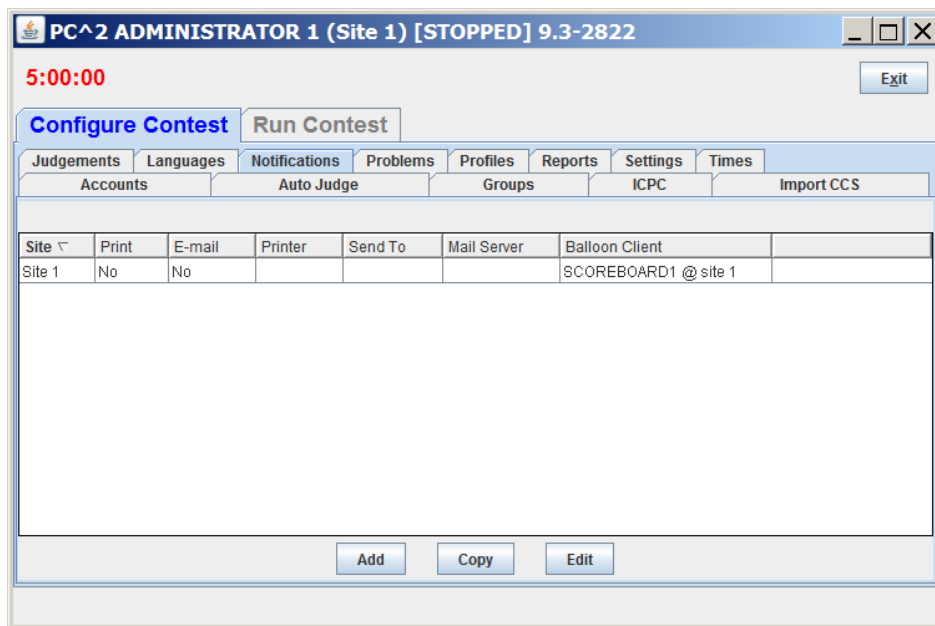 PC^2 ADMINISTRATOR 1 (Site 1) [STOPPED] 9.3-2822
5:00:00 Exit
Configure Contest Run Contest
Judgements Languages Notifications Problems Profiles Reports Settings Times
Accounts Auto Judge Groups ICPC Import CCS
Site Print E-mail Printer Send To Mail Server Balloon Client
Site 1 No No SCOREBOARD1 @ site 1
Add Copy Edit